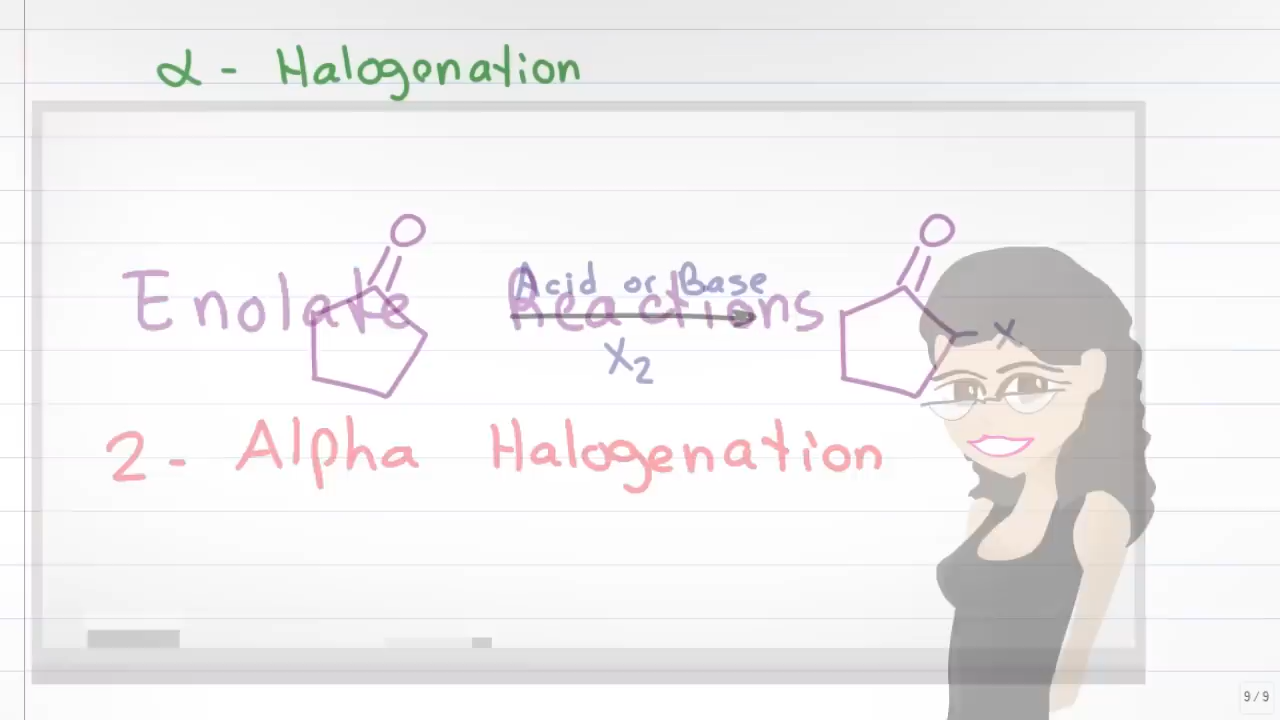 α - Halogenation
O
O
Acid or Base
Enolate Reactions
X
X2
2 - Alpha Halogenation
9/9